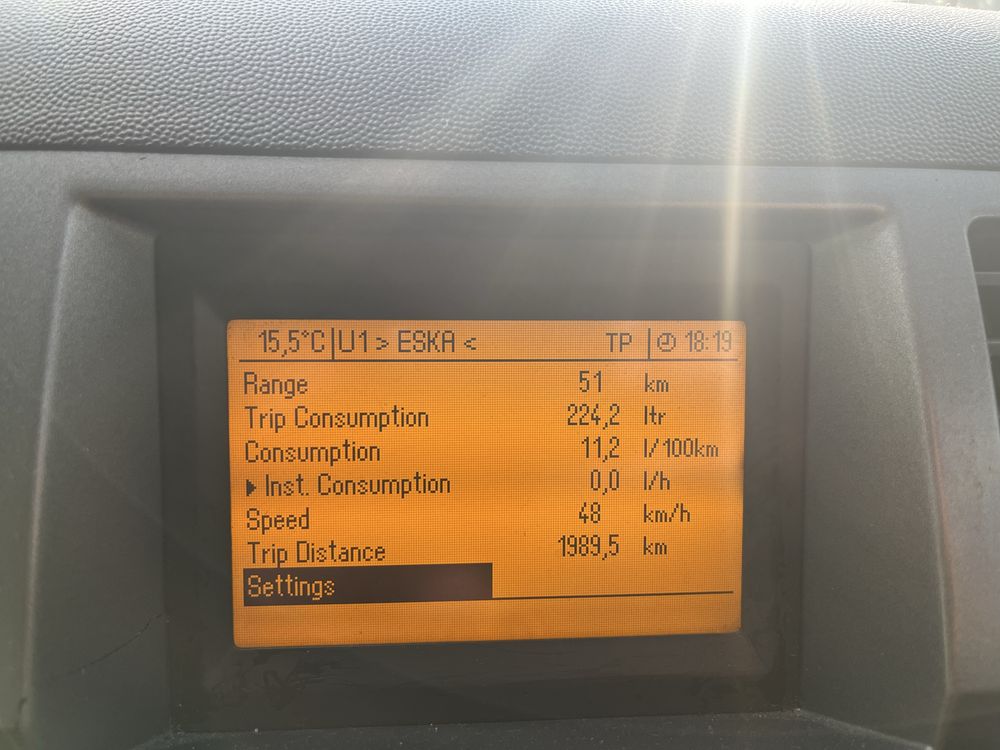 15,5°C|U1 > ESKA < TP |🕘 18:19
Range 51 km
Trip Consumption 224,2 ltr
Consumption 11,2 l/100km
▶ Inst. Consumption 0,0 l/h
Speed 48 km/h
Trip Distance 1989,5 km
Settings